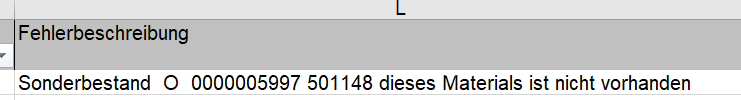 L
Fehlerbeschreibung
Sonderbestand O 0000005997 501148 dieses Materials ist nicht vorhanden